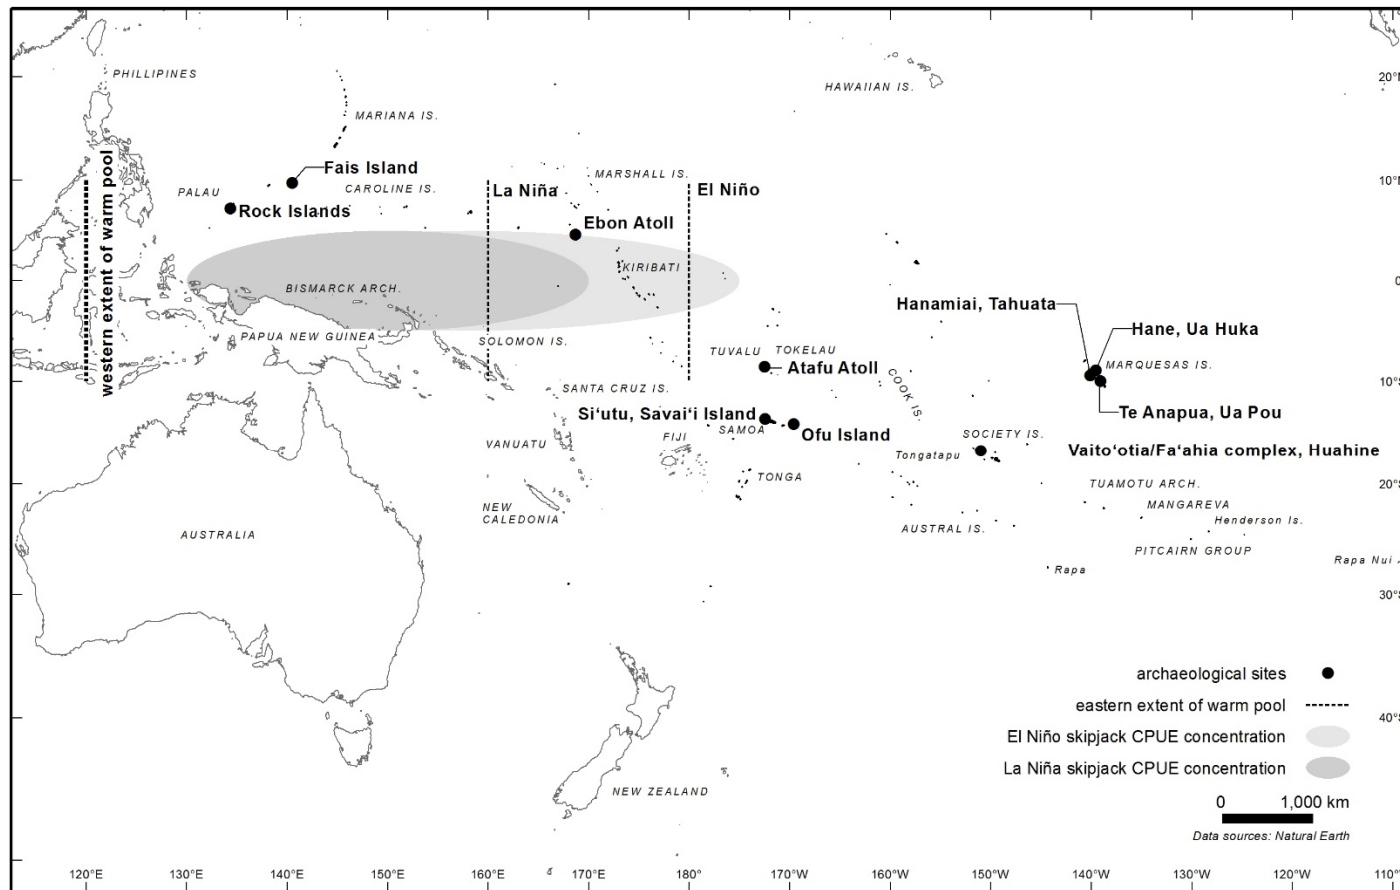 PHILLIPINES
20°N
HAWAIIAN IS.
MARIANA IS.
Fais Island
MARSHALL IS.
10°N
PALAU
CAROLINE IS.
La Niña
El Niño
Rock Islands
Ebon Atoll
western extent of warm pool
KIRIBATI
0
BISMARCK ARCH.
Hanamiai, Tahuata
Hane, Ua Huka
PAPUA NEW GUINEA
SOLOMON IS.
TUVALU
TOKELAU
MARQUESAS IS.
Atafu Atoll
10°S
SANTA CRUZ IS.
COOK IS.
Si‘utu, Savai‘i Island
Te Anapua, Ua Pou
SAMOA
Ofu Island
FIJI
SOCIETY IS.
VANUATU
Tongatapu
Vaito‘otia/Fa‘ahia complex, Huahine
TONGA
20°S
TUAMOTU ARCH.
NEW
CALEDONIA
MANGAREVA
Henderson Is.
AUSTRAL IS.
AUSTRALIA
PITCAIRN GROUP
Rapa
Rapa Nui
30°S
archaeological sites
eastern extent of warm pool
40°S
El Niño skipjack CPUE concentration
La Niña skipjack CPUE concentration
NEW ZEALAND
0 1,000 km
Data sources: Natural Earth
120°E 130°E 140°E 150°E 160°E 170°E 180° 170°E 160°E 150°E 140°E 130°E 120°W 110°